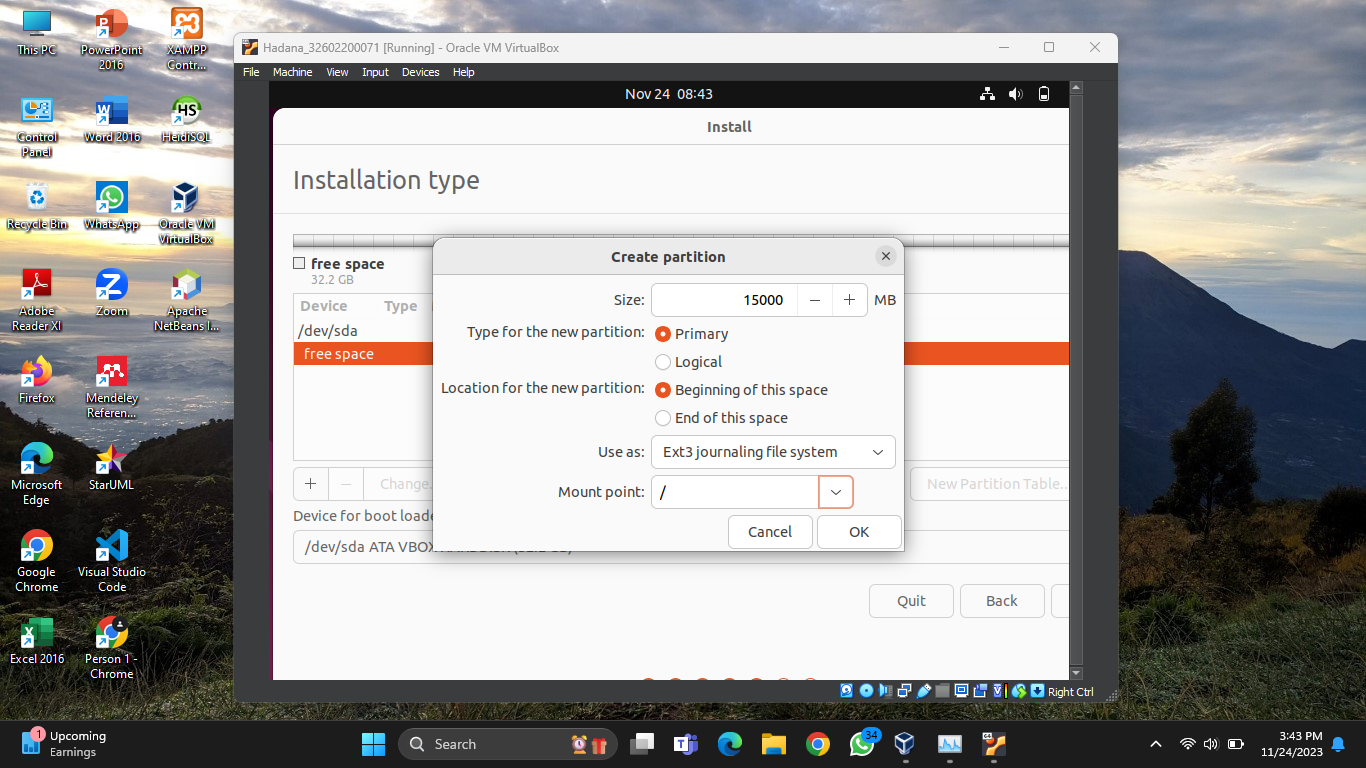 This PC
PowerPoint 2016
XAMPP Contr...
Control Panel
Word 2016
HeidiSQL
Recycle Bin
WhatsApp
Oracle VM VirtualBox
Adobe Reader XI
Zoom
Apache NetBeans I...
Firefox
Mendeley Referen...
Microsoft Edge
StarUML
Google Chrome
Visual Studio Code
Excel 2016
Person 1 - Chrome
Hadana_32602200071 [Running] - Oracle VM VirtualBox
File Machine View Input Devices Help
Nov 24 08:43
Install
Installation type
free space
32.2 GB
Device Type
/dev/sda
free space
+ − Change..
New Partition Table..
Device for boot loade
/dev/sda ATA VBOX
Quit Back
Create partition
Size: 15000 − + MB
Type for the new partition: Primary
Logical
Location for the new partition: Beginning of this space
End of this space
Use as: Ext3 journaling file system
Mount point: /
Cancel OK
Right Ctrl
1
Upcoming
Earnings
Search
34
3:43 PM
11/24/2023